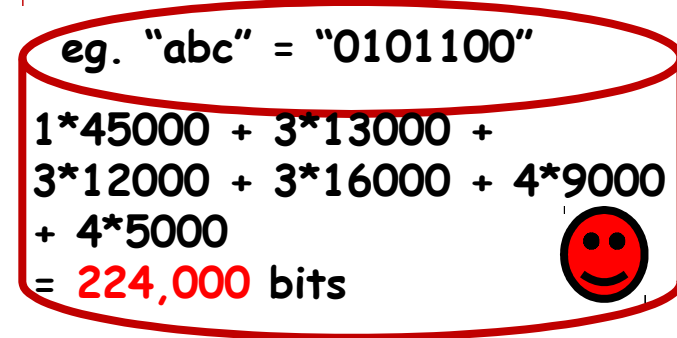 eg. “abc” = “0101100”
1*45000 + 3*13000 +
3*12000 + 3*16000 + 4*9000
+ 4*5000
= 224,000 bits